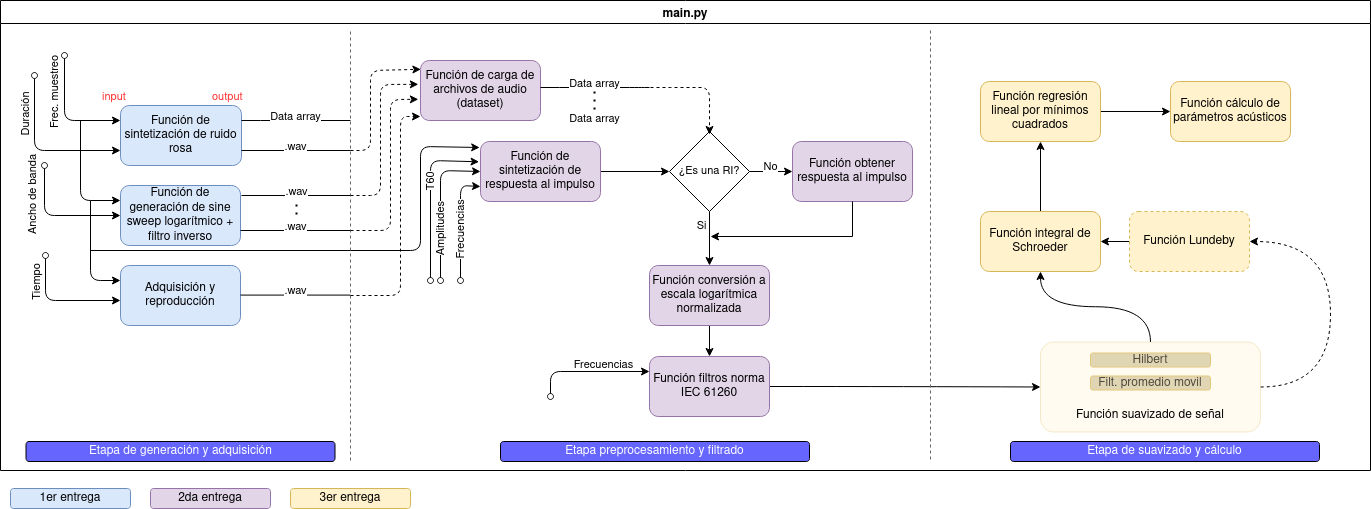 main.py
Duración
Frec. muestreo
input
output
Función de
sintetización de ruido
rosa
Data array
.wav
Ancho de banda
Función de
generación de sine
sweep logarítmico +
filtro inverso
.wav
.wav
Tiempo
Adquisición y
reproducción
.wav
Etapa de generación y adquisición
Función de carga de
archivos de audio
(dataset)
Data array
Data array
T60
Amplitudes
Frecuencias
Función de
sintetización de
respuesta al impulso
¿Es una RI?
No
Función obtener
respuesta al impulso
Si
Función conversión a
escala logarítmica
normalizada
Frecuencias
Función filtros norma
IEC 61260
Etapa preprocesamiento y filtrado
Función regresión
lineal por mínimos
cuadrados
Función cálculo de
parámetros acústicos
Función integral de
Schroeder
Función Lundeby
Hilbert
Filt. promedio movil
Función suavizado de señal
Etapa de suavizado y cálculo
1er entrega
2da entrega
3er entrega